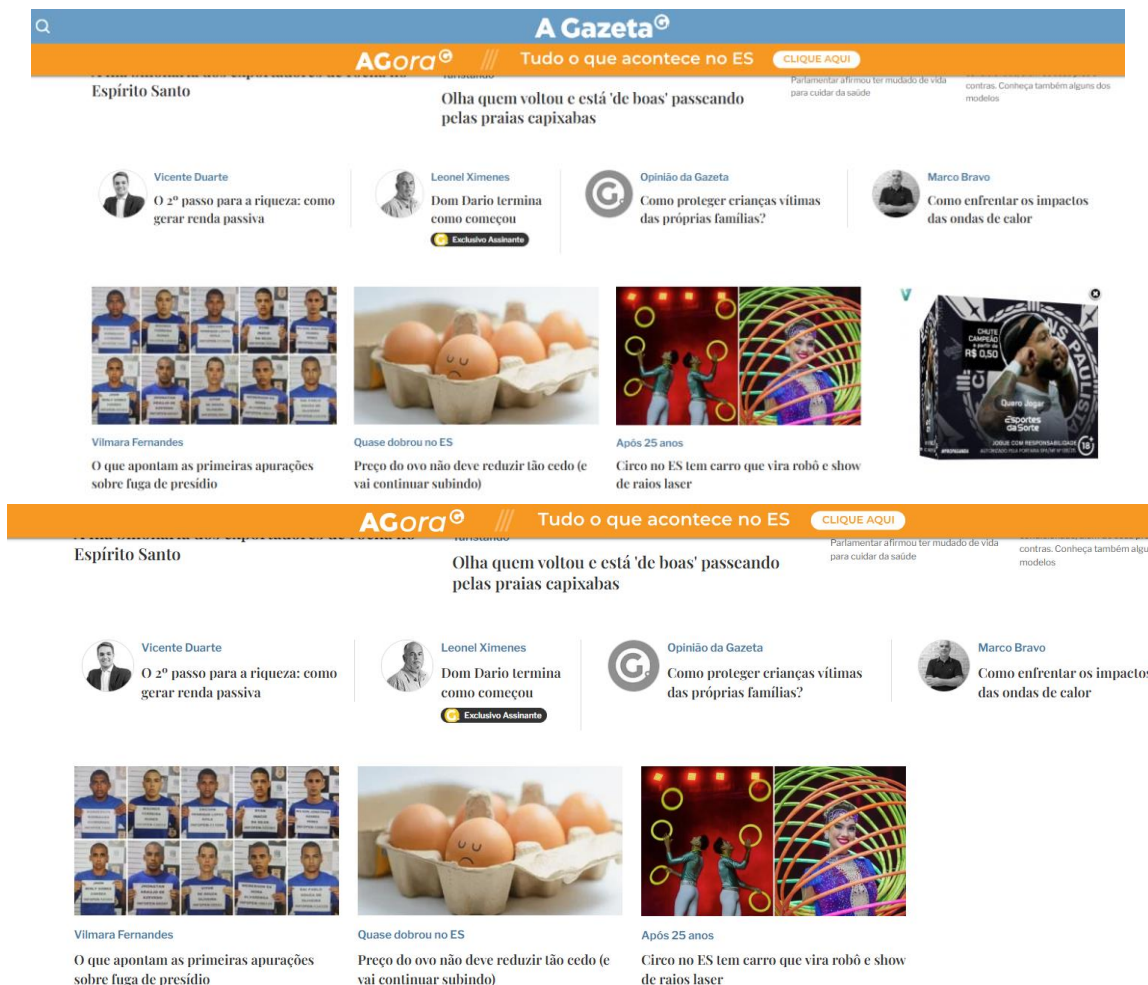 A Gazeta G
AGora G /// Tudo o que acontece no ES CLIQUE AQUI
Espírito Santo
Turistando
Olha quem voltou e está 'de boas' passeando
pelas praias capixabas
Parlamentar afirmou ter mudado de vida
para cuidar da saúde
contras. Conheça também alguns dos
modelos
Vicente Duarte
O 2º passo para a riqueza: como
gerar renda passiva
Leonel Ximenes
Dom Dario termina
como começou
G Exclusivo Assinante
Opinião da Gazeta
Como proteger crianças vítimas
das próprias famílias?
Marco Bravo
Como enfrentar os impactos
das ondas de calor
Vilmara Fernandes
O que apontam as primeiras apurações
sobre fuga de presídio
Quase dobrou no ES
Preço do ovo não deve reduzir tão cedo (e
vai continuar subindo)
Após 25 anos
Circo no ES tem carro que vira robô e show
de raios laser
CHUTE
CAMPEÃO
a partir de
R$ 0,50
NS PAULIS
Quero Jogar
Esportes
daSorte
JOGUE COM RESPONSABILIDADE 18+
AGora G /// Tudo o que acontece no ES CLIQUE AQUI
Espírito Santo
Olha quem voltou e está 'de boas' passeando
pelas praias capixabas
Parlamentar afirmou ter mudado de vida
para cuidar da saúde
contras. Conheça também algu
modelos
Vicente Duarte
O 2º passo para a riqueza: como
gerar renda passiva
Leonel Ximenes
Dom Dario termina
como começou
G Exclusivo Assinante
Opinião da Gazeta
Como proteger crianças vítimas
das próprias famílias?
Marco Bravo
Como enfrentar os impactos
das ondas de calor
Vilmara Fernandes
O que apontam as primeiras apurações
sobre fuga de presídio
Quase dobrou no ES
Preço do ovo não deve reduzir tão cedo (e
vai continuar subindo)
Após 25 anos
Circo no ES tem carro que vira robô e show
de raios laser